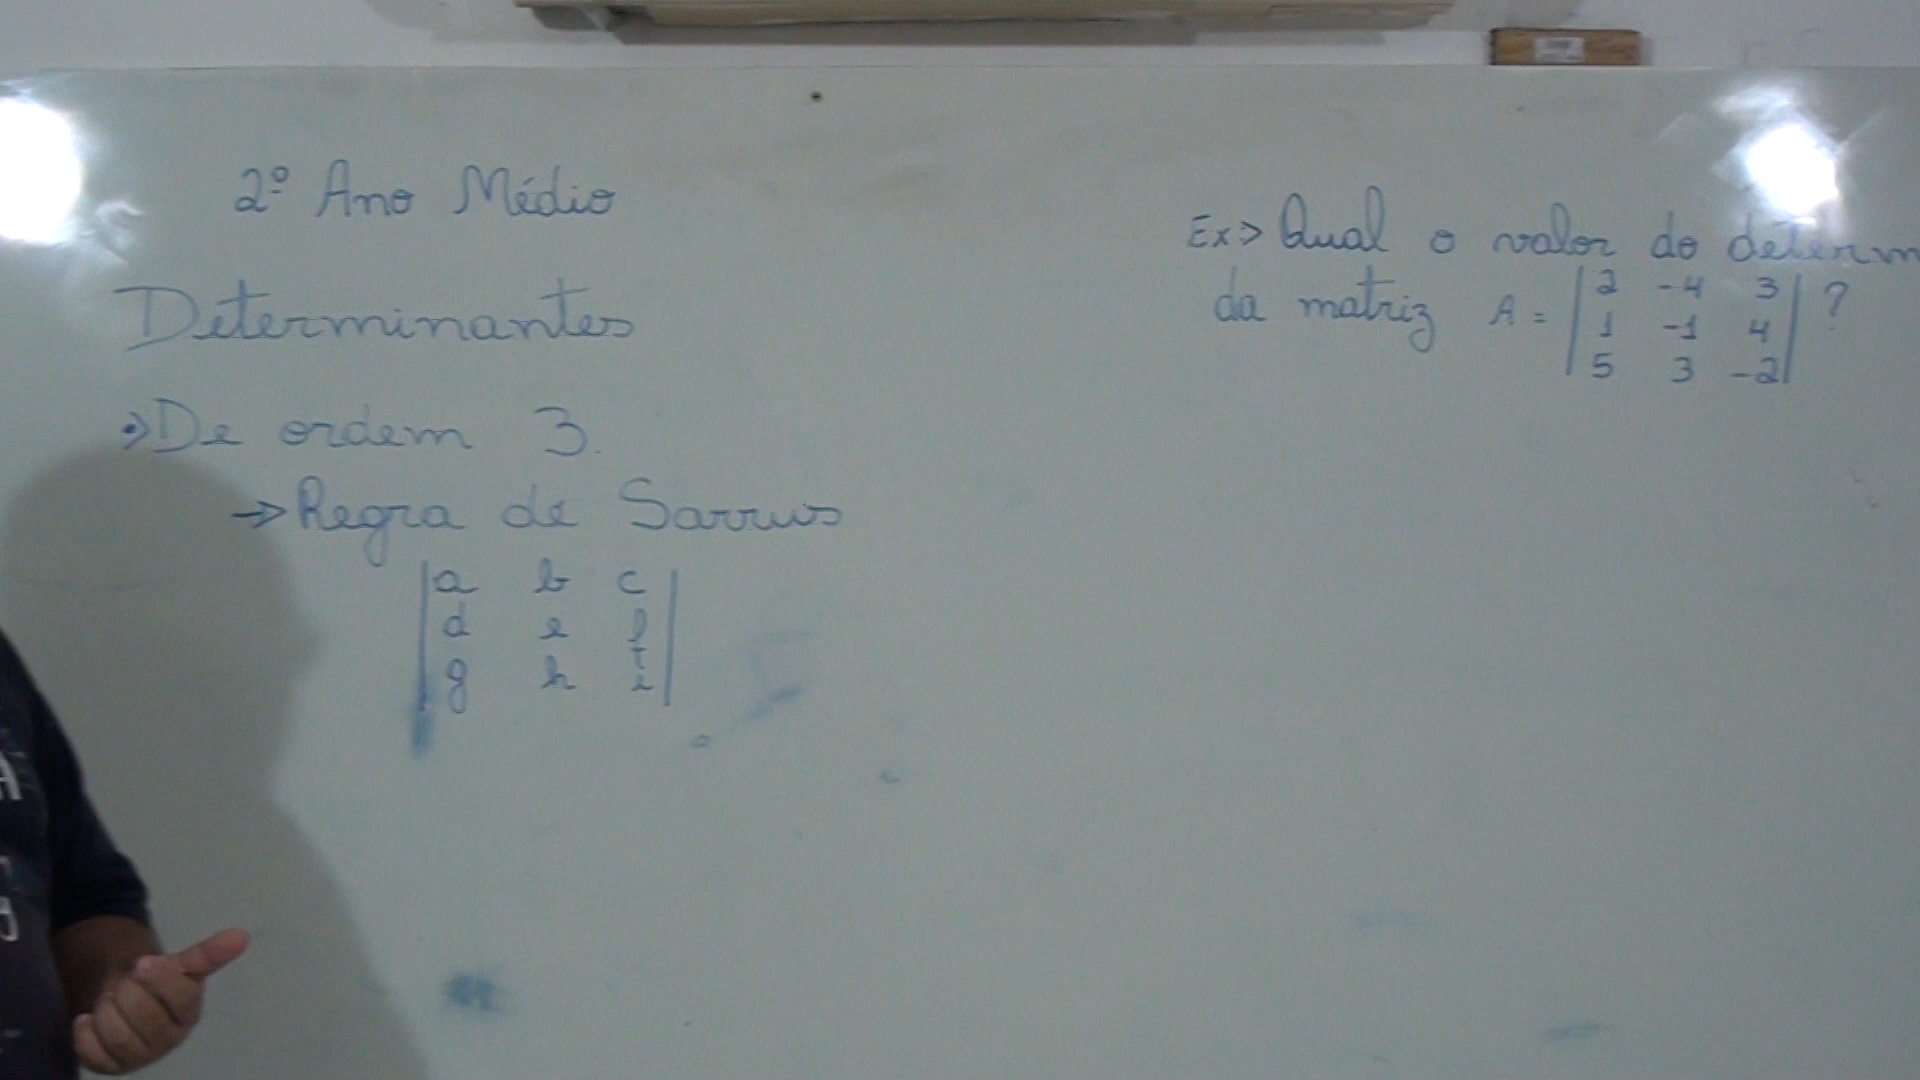 2º Ano Médio
Determinantes
De ordem 3.
→ Regra de Sarrus
a b c
d e f
g h i
Ex> Qual o valor do determ
da matriz A = | 2 -4 3 | ?
1 -1 4
5 3 -2